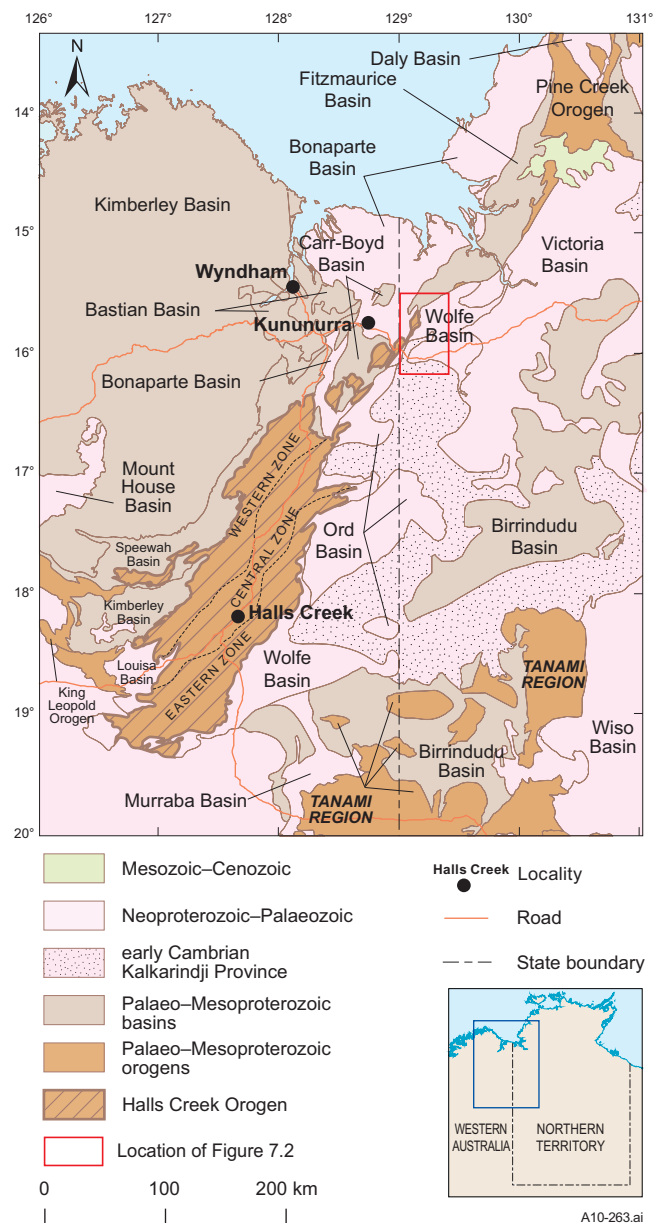 126°
127°
128°
129°
130°
131°
N
Daly Basin
Fitzmaurice
Basin
Pine Creek
Orogen
14°
Bonaparte
Basin
Kimberley Basin
15°
Carr-Boyd
Basin
Victoria
Basin
Wyndham
Bastian Basin
Kununurra
Wolfe
Basin
16°
Bonaparte Basin
17°
Mount
House
Basin
WESTERN ZONE
Ord
Basin
Birrindudu
Basin
Speewah
Basin
CENTRAL ZONE
18°
Kimberley
Basin
Halls Creek
Louisa
Basin
EASTERN ZONE
Wolfe
Basin
TANAMI
REGION
King
Leopold
Orogen
19°
Wiso
Basin
Birrindudu
Basin
Murraba Basin
TANAMI
REGION
20°
Mesozoic–Cenozoic
Neoproterozoic–Palaeozoic
early Cambrian
Kalkarindji Province
Palaeo–Mesoproterozoic
basins
Palaeo–Mesoproterozoic
orogens
Halls Creek Orogen
Location of Figure 7.2
0 100 200 km
Halls Creek
Locality
Road
State boundary
WESTERN
AUSTRALIA
NORTHERN
TERRITORY
A10-263.ai